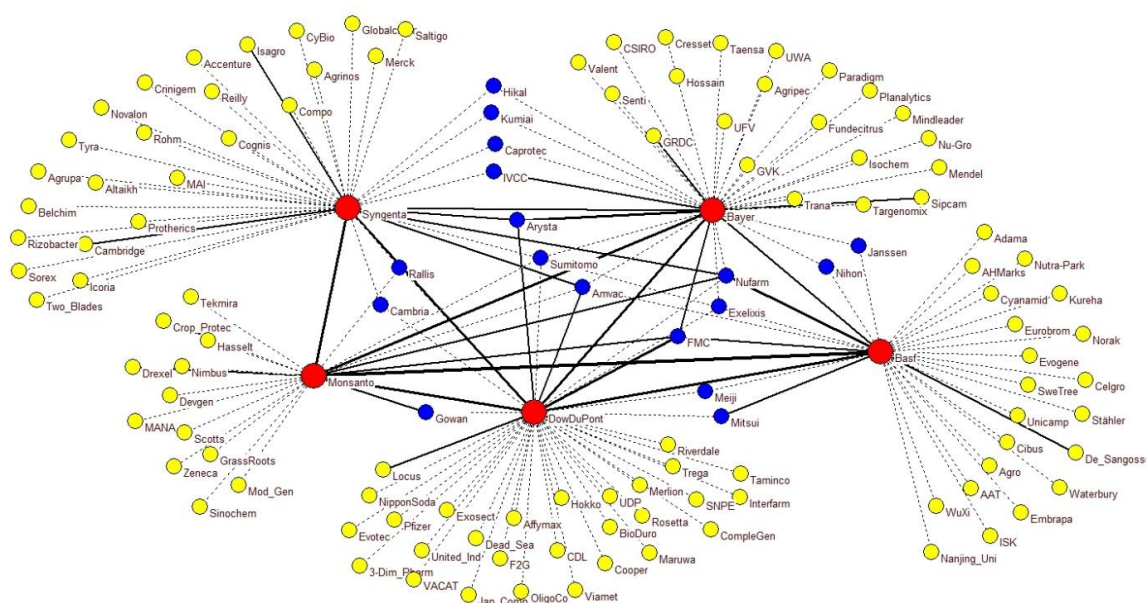 CyBio
Globalc
Saltigo
Isagro
Merck
Accenture
Agrinos
Crinigem
Reilly
Compo
Novalon
Rohm
Cognis
Tyra
Agrupa
Altaikh
MAI
Belchim
Protherics
Rizobacter
Cambridge
Sorex
Icoria
Two_Blades
Syngenta
Hikal
Kumiai
Caprotec
IVCC
Arysta
Sumitomo
Rallis
Amvac
Cambria
Nufarm
Exelixis
FMC
Meiji
Mitsui
Gowan
Janssen
Nihon
CSIRO
Cresset
Taensa
UWA
Valent
Hossain
Agripec
Paradigm
Senti
Planalytics
UFV
Fundecitrus
Mindleader
GRDC
Nu-Gro
GVK
Isochem
Mendel
Trana
Targenomix
Sipcam
Bayer
Adama
AHMarks
Nutra-Park
Cyanamid
Kureha
Eurobrom
Norak
Evogene
Basf
SweTree
Celgro
Unicamp
Stähler
Cibus
De_Sangosse
Agro
AAT
Waterbury
WuXi
Embrapa
ISK
Nanjing_Uni
Tekmira
Crop_Protec
Hasselt
Drexel
Nimbus
Monsanto
Devgen
MANA
Scotts
Zeneca
GrassRoots
Mod_Gen
Sinochem
DowDuPont
Locus
Riverdale
Trega
Taminco
NipponSoda
Merlion
Interfarm
Hokko
UDP
SNPE
Exosect
Affymax
Rosetta
Evotec
Pfizer
BioDuro
CompleGen
Dead_Sea
United_Ind
CDL
Maruwa
3-Dim_Pharm
F2G
Cooper
VACAT
Jap_Comp
OligoCo
Viamet